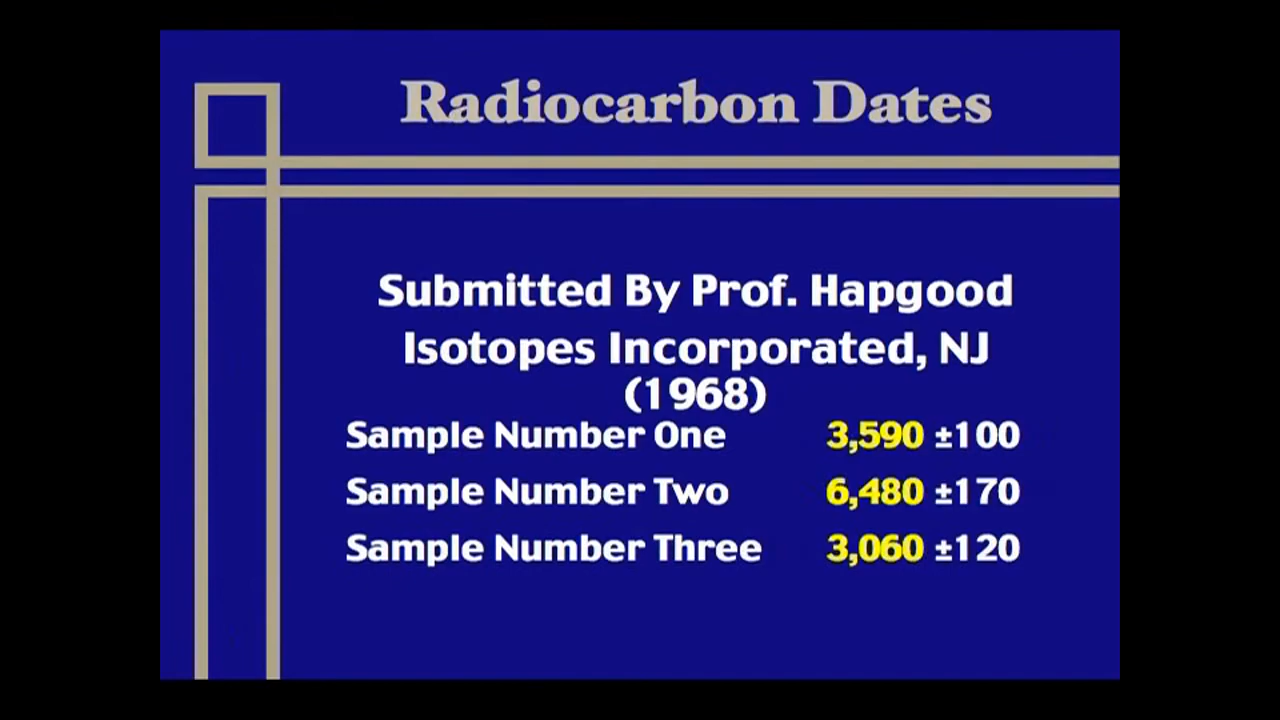 Radiocarbon Dates
Submitted By Prof. Hapgood
Isotopes Incorporated, NJ
(1968)
Sample Number One 3,590 ±100
Sample Number Two 6,480 ±170
Sample Number Three 3,060 ±120